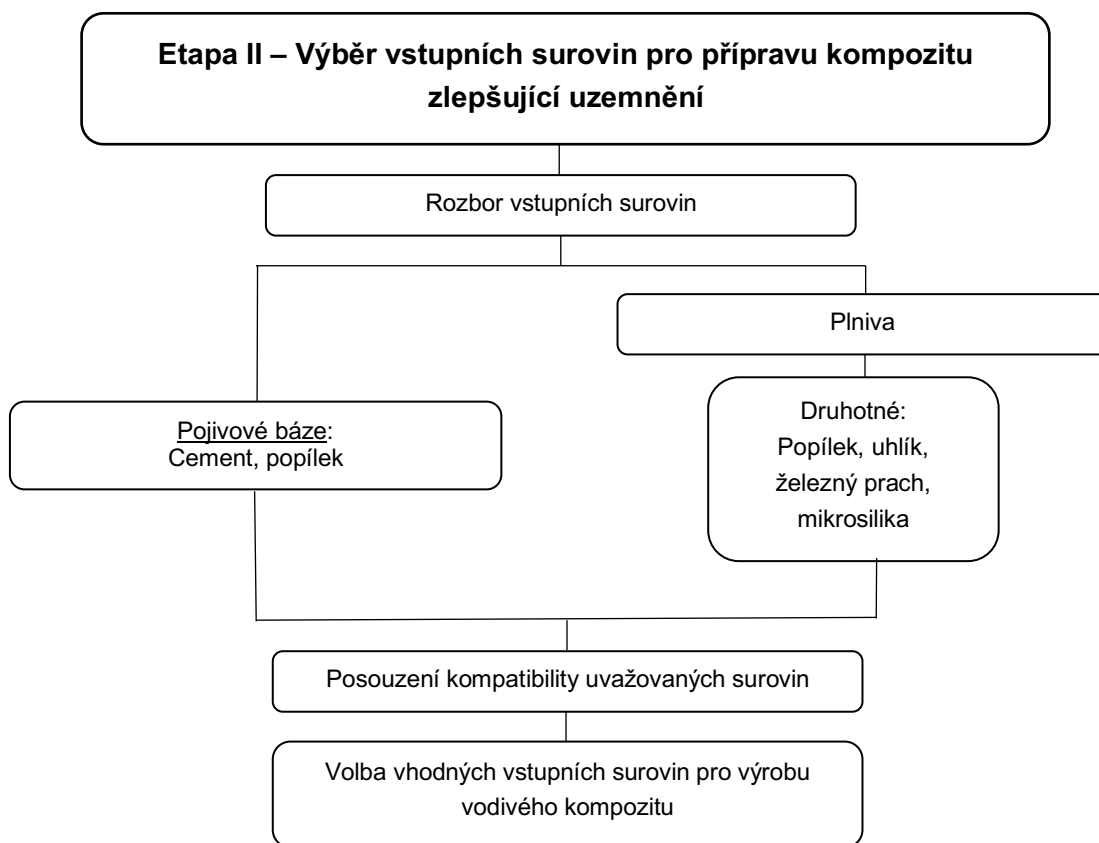 Etapa II – Výběr vstupních surovin pro přípravu kompozitu
zlepšující uzemnění
Rozbor vstupních surovin
Plniva
Pojivové báze:
Cement, popílek
Druhotné:
Popílek, uhlík,
železný prach,
mikrosilika
Posouzení kompatibility uvažovaných surovin
Volba vhodných vstupních surovin pro výrobu
vodivého kompozitu